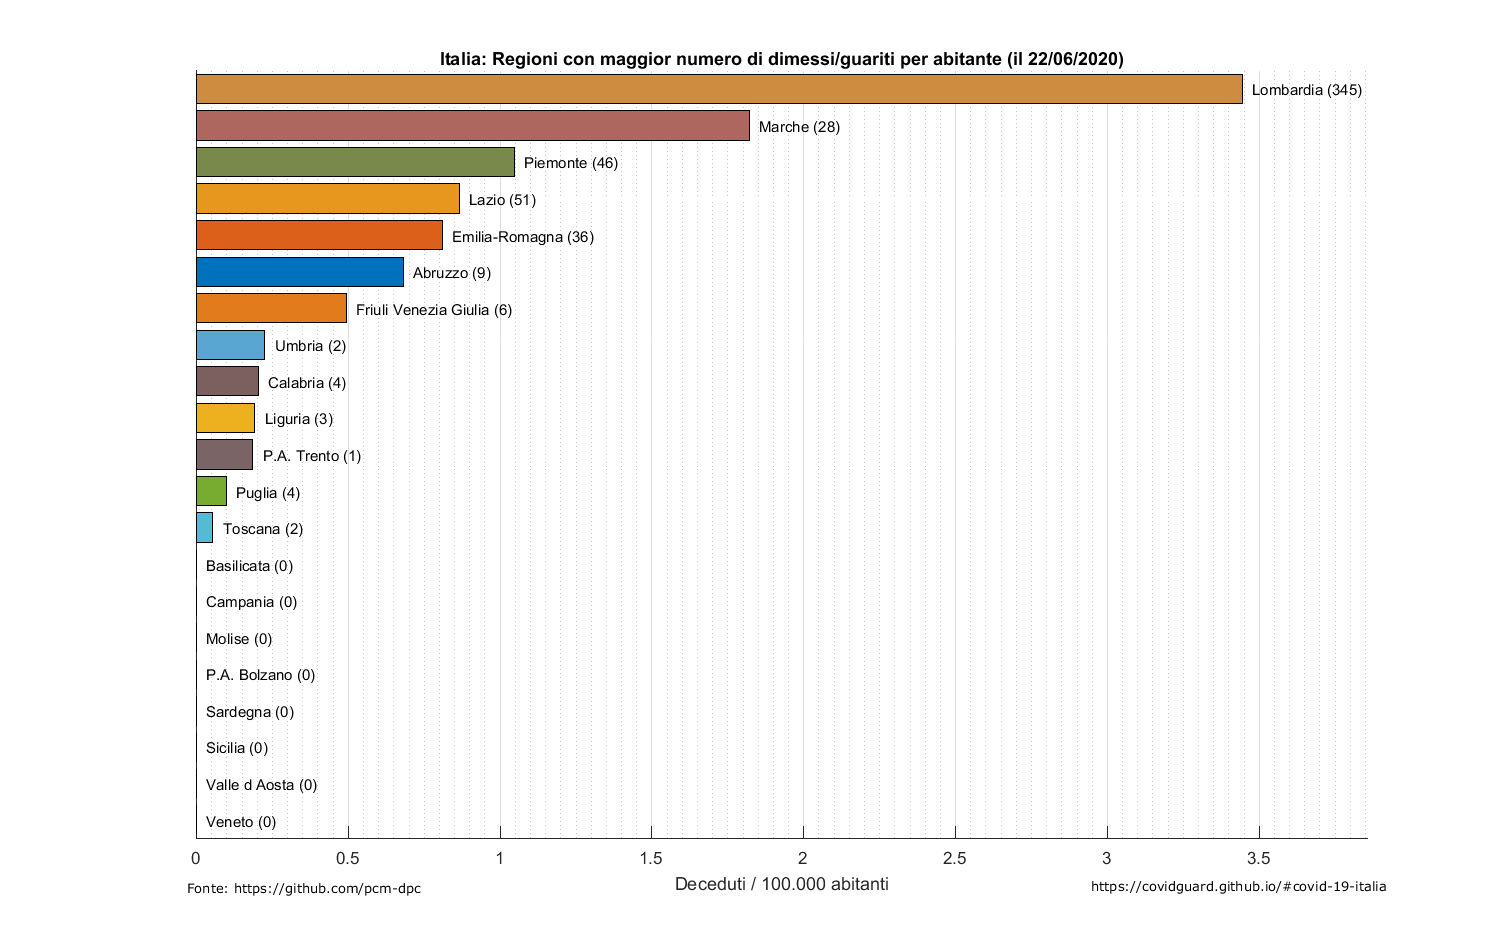 Italia: Regioni con maggior numero di dimessi/guariti per abitante (il 22/06/2020)
Lombardia (345)
Marche (28)
Piemonte (46)
Lazio (51)
Emilia-Romagna (36)
Abruzzo (9)
Friuli Venezia Giulia (6)
Umbria (2)
Calabria (4)
Liguria (3)
P.A. Trento (1)
Puglia (4)
Toscana (2)
Basilicata (0)
Campania (0)
Molise (0)
P.A. Bolzano (0)
Sardegna (0)
Sicilia (0)
Valle d Aosta (0)
Veneto (0)
0 0.5 1 1.5 2 2.5 3 3.5
Deceduti / 100.000 abitanti
Fonte: https://github.com/pcm-dpc
https://covidguard.github.io/#covid-19-italia